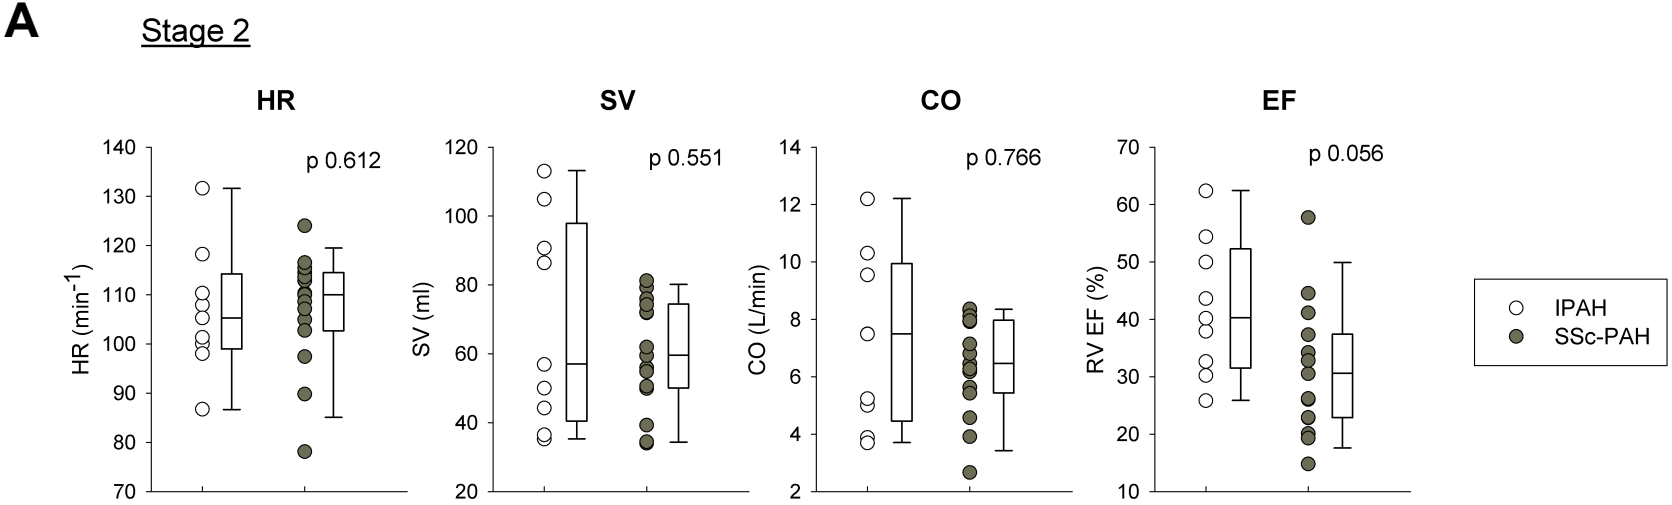 A
Stage 2
HR
SV
CO
EF
p 0.612
p 0.551
p 0.766
p 0.056
HR (min⁻¹)
140
130
120
110
100
90
80
70
SV (ml)
120
100
80
60
40
20
CO (L/min)
14
12
10
8
6
4
2
RV EF (%)
70
60
50
40
30
20
10
IPAH
SSc-PAH